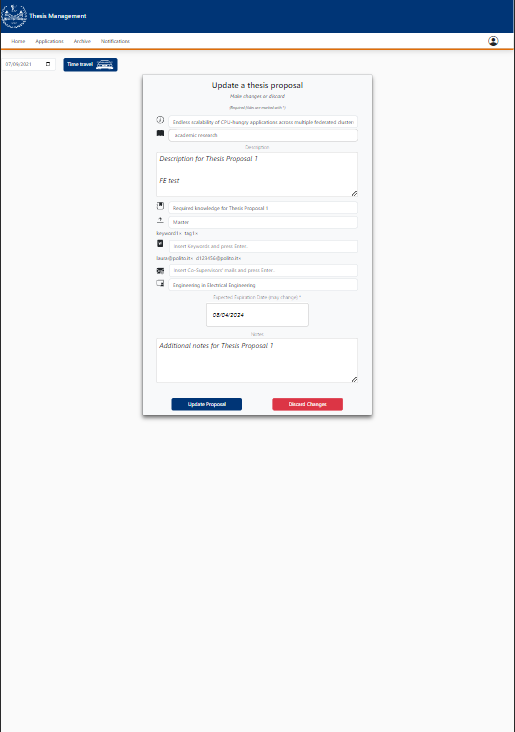 Thesis Management
Home Applications Archive Notifications
07/09/2021 Time travel
Update a thesis proposal
Make changes or discard
(Required fields are marked with *)
Endless scalability of CPU-hungry applications across multiple federated cluster
academic research
Description
Description for Thesis Proposal 1
FE test
Required knowledge for Thesis Proposal 1
Master
keyword1× tag1×
Insert Keywords and press Enter.
d123456@polito.it×
Insert Co-Supervisors' mails and press Enter.
Engineering in Electrical Engineering
Expected Expiration Date (may change) *
08/04/2024
Notes
Additional notes for Thesis Proposal 1
Update Proposal Discard Changes